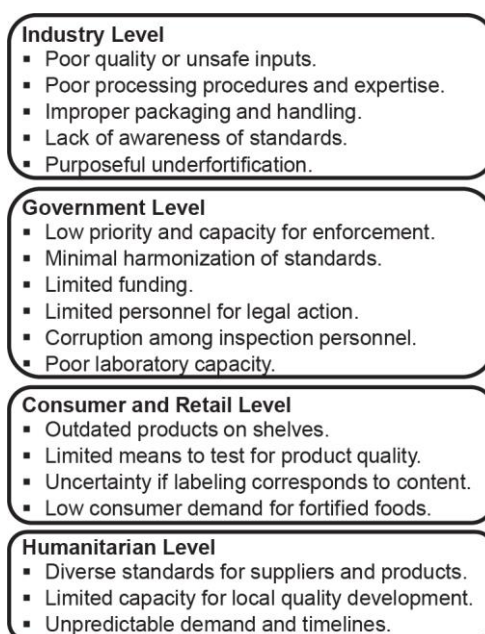 Industry Level
▪ Poor quality or unsafe inputs.
▪ Poor processing procedures and expertise.
▪ Improper packaging and handling.
▪ Lack of awareness of standards.
▪ Purposeful underfortification.
Government Level
▪ Low priority and capacity for enforcement.
▪ Minimal harmonization of standards.
▪ Limited funding.
▪ Limited personnel for legal action.
▪ Corruption among inspection personnel.
▪ Poor laboratory capacity.
Consumer and Retail Level
▪ Outdated products on shelves.
▪ Limited means to test for product quality.
▪ Uncertainty if labeling corresponds to content.
▪ Low consumer demand for fortified foods.
Humanitarian Level
▪ Diverse standards for suppliers and products.
▪ Limited capacity for local quality development.
▪ Unpredictable demand and timelines.